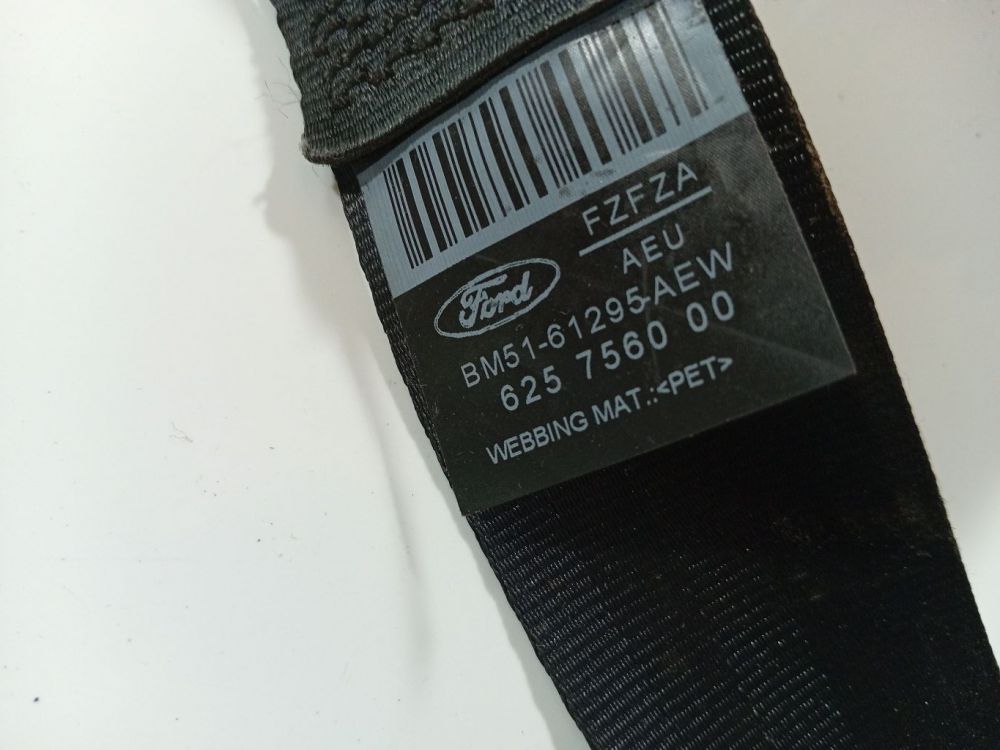 FZFZA
AEU
Ford
BM51-61295-AEW
625 7560 00
WEBBING MAT.:<PET>